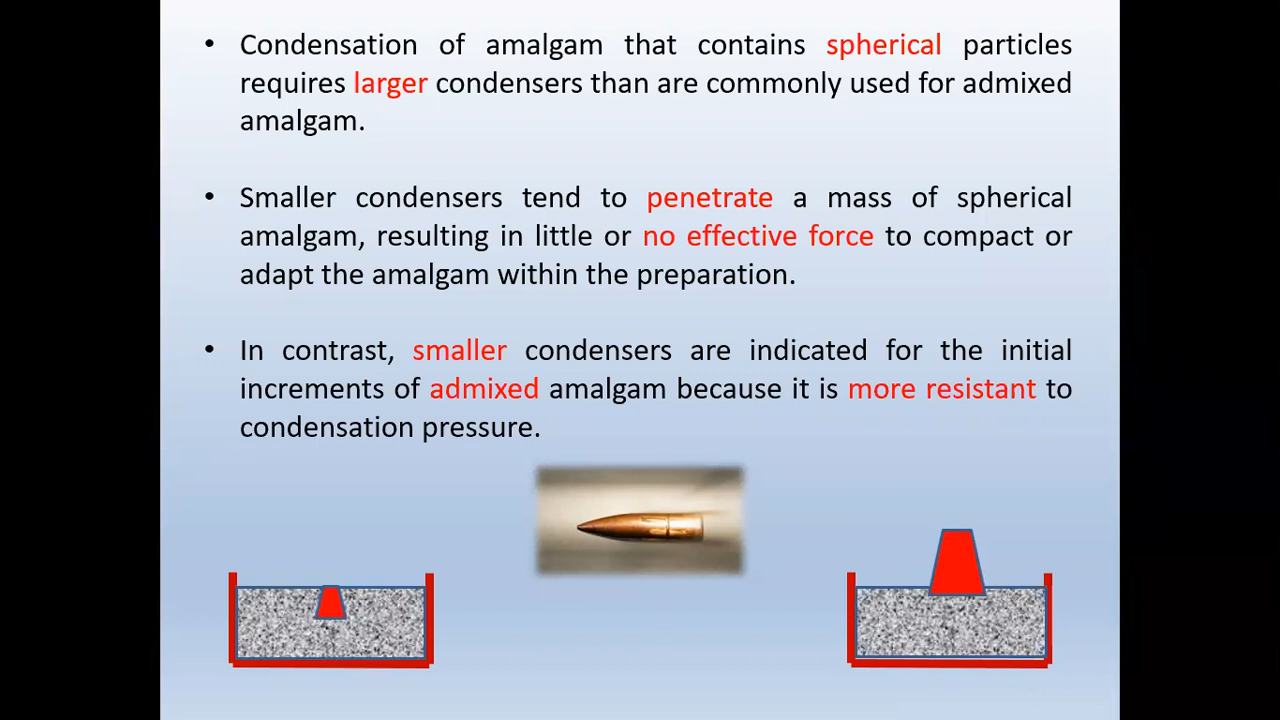 • Condensation of amalgam that contains spherical particles
requires larger condensers than are commonly used for admixed
amalgam.
• Smaller condensers tend to penetrate a mass of spherical
amalgam, resulting in little or no effective force to compact or
adapt the amalgam within the preparation.
• In contrast, smaller condensers are indicated for the initial
increments of admixed amalgam because it is more resistant to
condensation pressure.